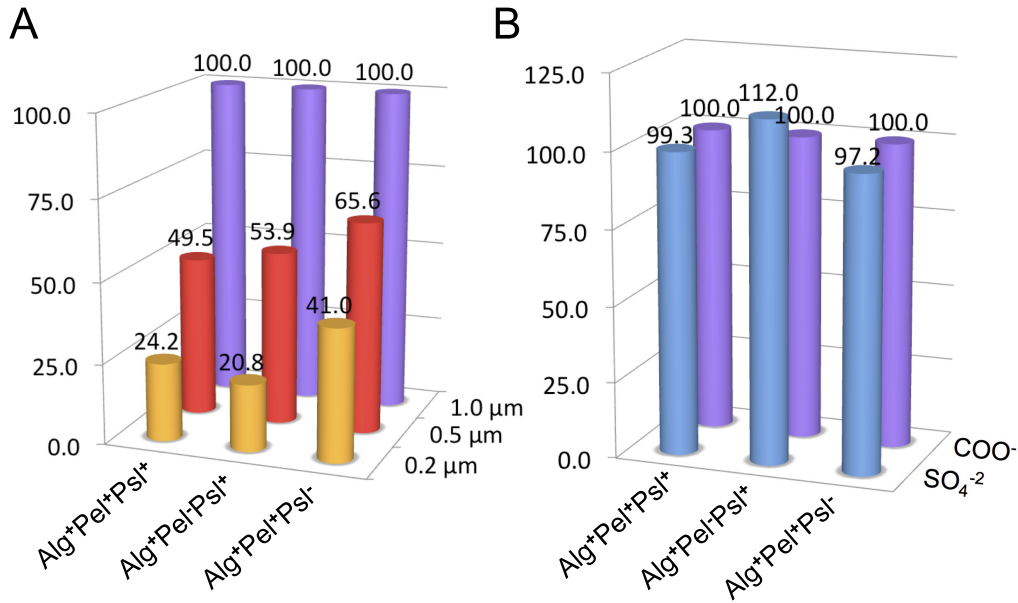 A
100.0 100.0 100.0
100.0
75.0
50.0
25.0
0.0
49.5 53.9 65.6
24.2 20.8 41.0
1.0 µm
0.5 µm
0.2 µm
Alg⁺Pel⁺Psl⁺
Alg⁺Pel⁻Psl⁺
Alg⁺Pel⁺Psl⁻
B
125.0
100.0
75.0
50.0
25.0
0.0
100.0 100.0 100.0
99.3 112.0 97.2
COO⁻
SO₄⁻²
Alg⁺Pel⁺Psl⁺
Alg⁺Pel⁻Psl⁺
Alg⁺Pel⁺Psl⁻